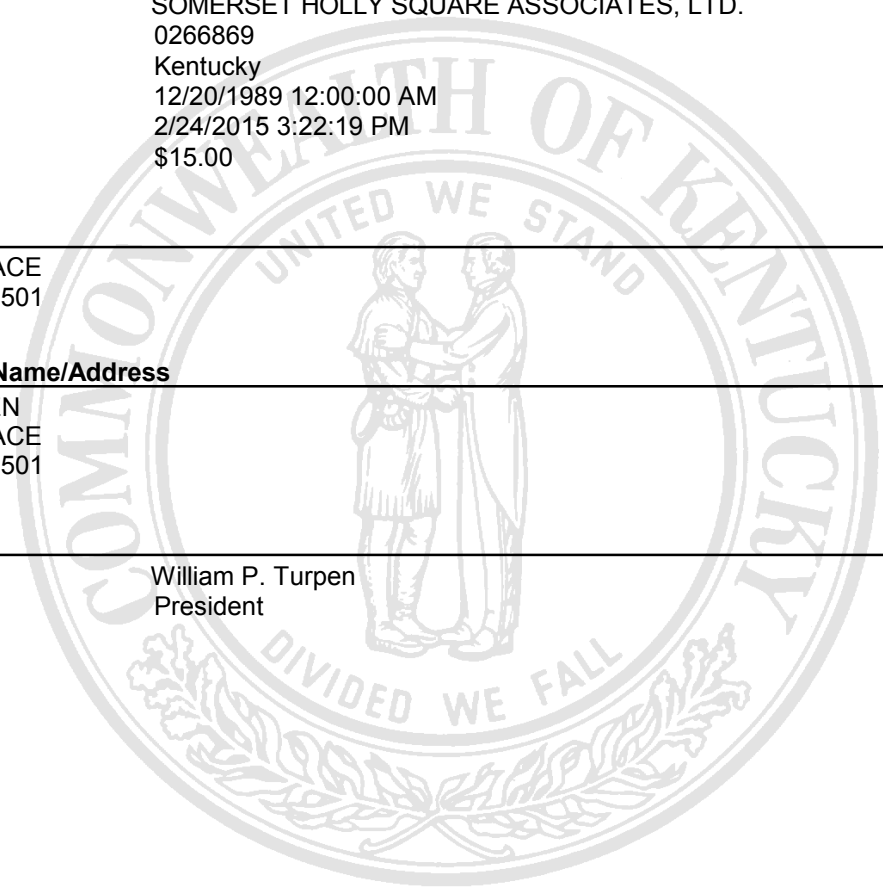 SOMERSET HOLLY SQUARE ASSOCIATES, LTD.
0266869
Kentucky
12/20/1989 12:00:00 AM
2/24/2015 3:22:19 PM
$15.00
ACE
501
Name/Address
EN
ACE
501
William P. Turpen
President
COMMONWEALTH OF KENTUCKY
UNITED WE STAND
DIVIDED WE FALL